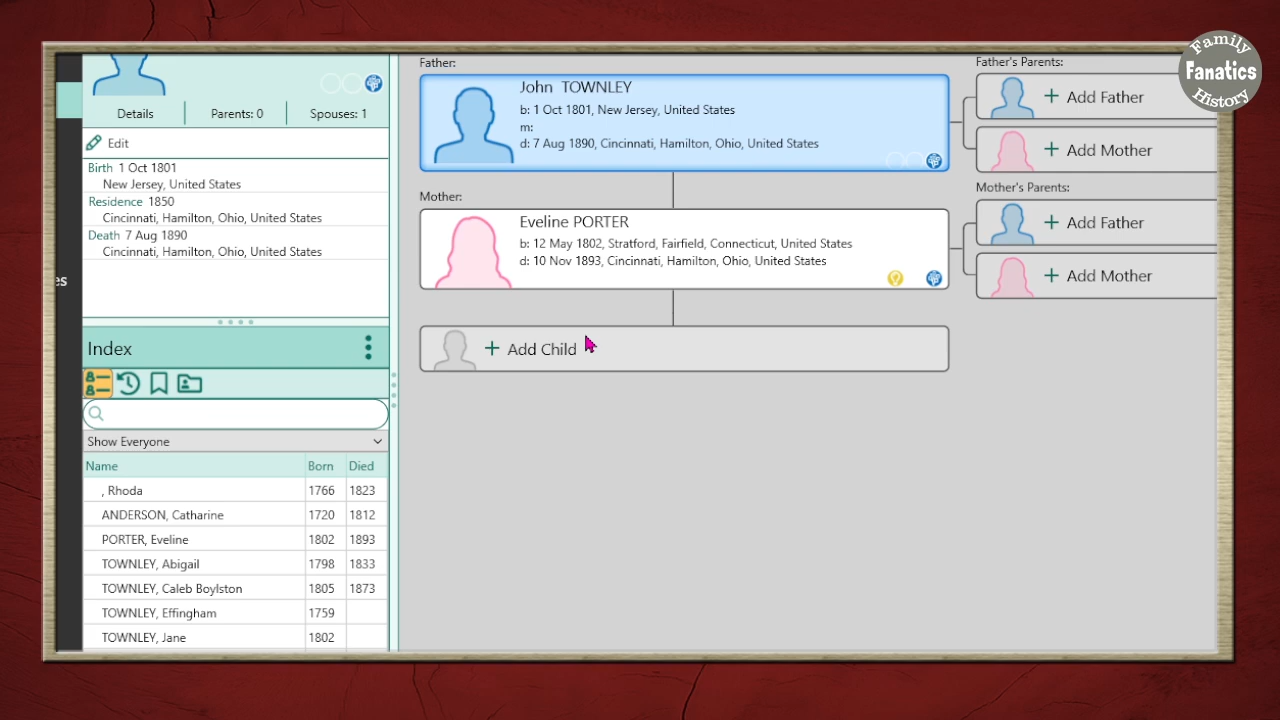 Family
Fanatics
History
Details
Parents: 0
Spouses: 1
Edit
Birth 1 Oct 1801
New Jersey, United States
Residence 1850
Cincinnati, Hamilton, Ohio, United States
Death 7 Aug 1890
Cincinnati, Hamilton, Ohio, United States
es
Index
Show Everyone
Name Born Died
, Rhoda 1766 1823
ANDERSON, Catharine 1720 1812
PORTER, Eveline 1802 1893
TOWNLEY, Abigail 1798 1833
TOWNLEY, Caleb Boylston 1805 1873
TOWNLEY, Effingham 1759
TOWNLEY, Jane 1802
Father:
John TOWNLEY
b: 1 Oct 1801, New Jersey, United States
m:
d: 7 Aug 1890, Cincinnati, Hamilton, Ohio, United States
Mother:
Eveline PORTER
b: 12 May 1802, Stratford, Fairfield, Connecticut, United States
d: 10 Nov 1893, Cincinnati, Hamilton, Ohio, United States
+ Add Child
Father's Parents:
+ Add Father
+ Add Mother
Mother's Parents:
+ Add Father
+ Add Mother